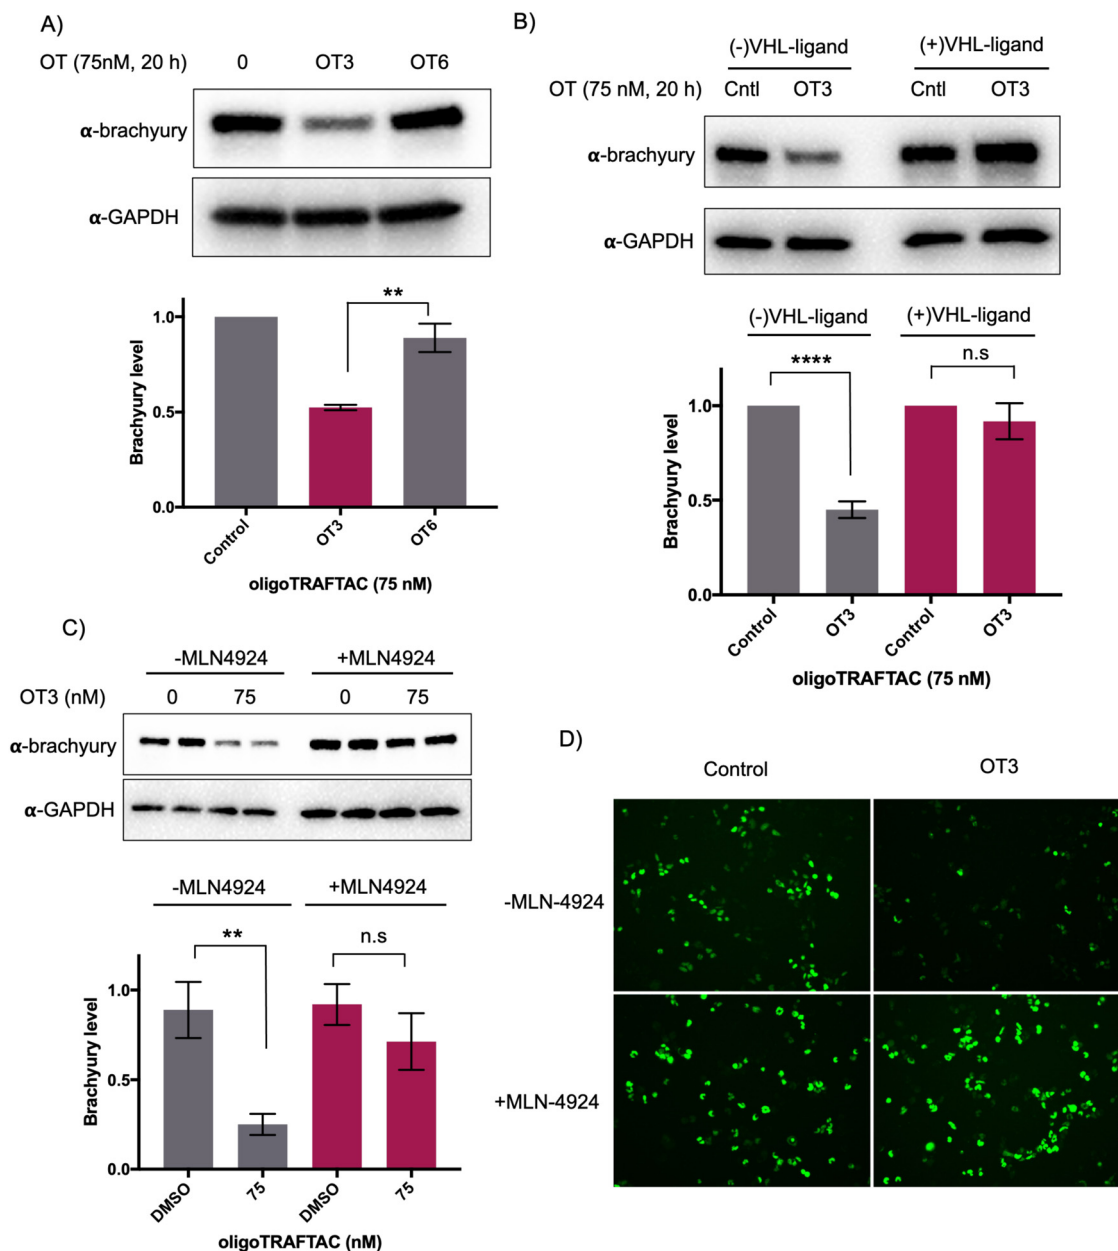 A)
OT (75nM, 20 h) 0 OT3 OT6
α-brachyury
α-GAPDH
**
1.0
0.5
0.0
Brachyury level
Control OT3 OT6
oligoTRAFTAC (75 nM)
B)
(-)VHL-ligand (+)VHL-ligand
OT (75 nM, 20 h) Cntl OT3 Cntl OT3
α-brachyury
α-GAPDH
(-)VHL-ligand (+)VHL-ligand
**** n.s
1.0
0.5
0.0
Brachyury level
Control OT3 Control OT3
oligoTRAFTAC (75 nM)
C)
-MLN4924 +MLN4924
OT3 (nM) 0 75 0 75
α-brachyury
α-GAPDH
-MLN4924 +MLN4924
** n.s
1.0
0.5
0.0
Brachyury level
DMSO 75 DMSO 75
oligoTRAFTAC (nM)
D)
Control OT3
-MLN-4924
+MLN-4924